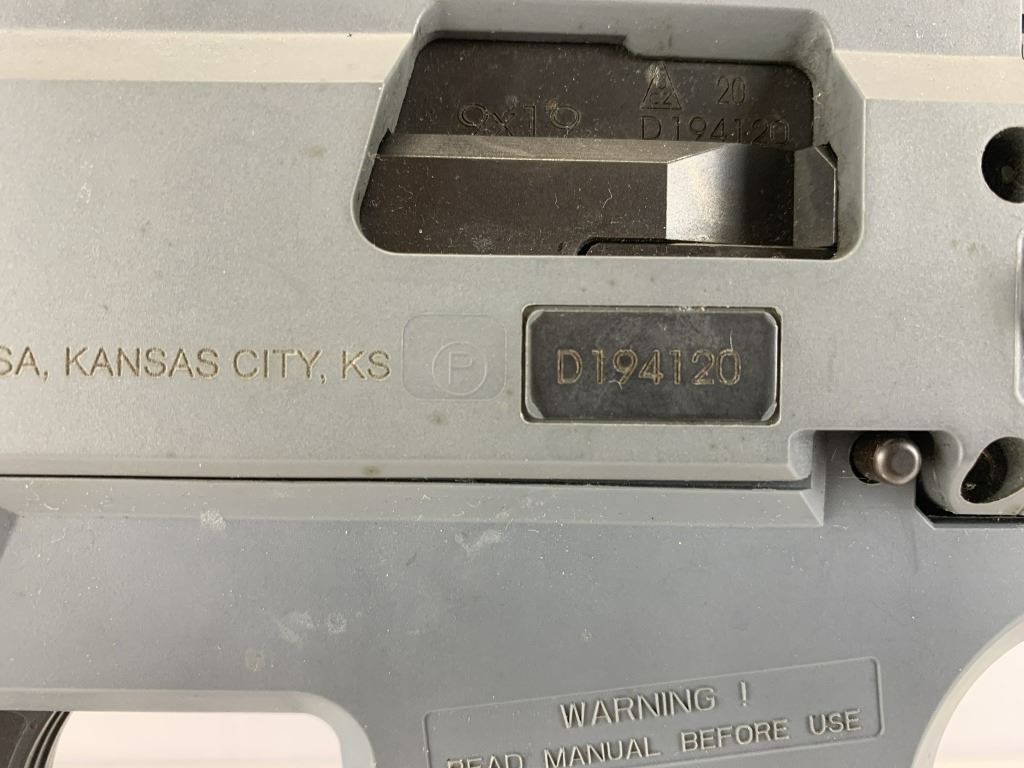 20
9x19
D194120
SA, KANSAS CITY, KS
P
D194120
WARNING !
READ MANUAL BEFORE USE